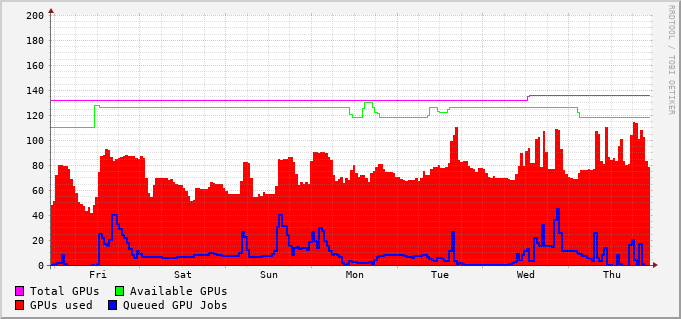 200
180
160
140
120
100
80
60
40
20
0
Fri Sat Sun Mon Tue Wed Thu
Total GPUs Available GPUs
GPUs used Queued GPU Jobs
RRDTOOL / TOBI OETIKER